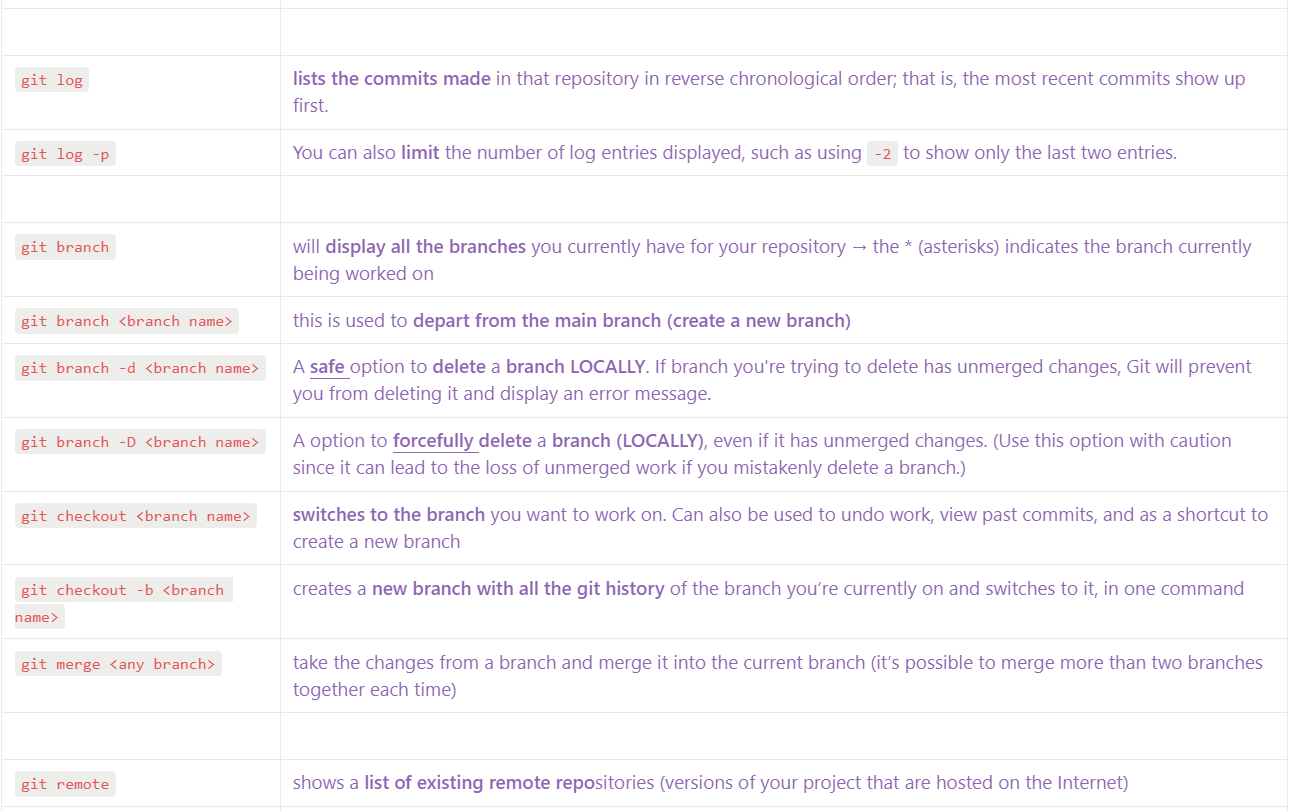 git log
lists the commits made in that repository in reverse chronological order; that is, the most recent commits show up
first.
git log -p
You can also limit the number of log entries displayed, such as using -2 to show only the last two entries.
git branch
will display all the branches you currently have for your repository → the * (asterisks) indicates the branch currently
being worked on
git branch <branch name>
this is used to depart from the main branch (create a new branch)
git branch -d <branch name>
A safe option to delete a branch LOCALLY. If branch you're trying to delete has unmerged changes, Git will prevent
you from deleting it and display an error message.
git branch -D <branch name>
A option to forcefully delete a branch (LOCALLY), even if it has unmerged changes. (Use this option with caution
since it can lead to the loss of unmerged work if you mistakenly delete a branch.)
git checkout <branch name>
switches to the branch you want to work on. Can also be used to undo work, view past commits, and as a shortcut to
create a new branch
git checkout -b <branch
name>
creates a new branch with all the git history of the branch you’re currently on and switches to it, in one command
git merge <any branch>
take the changes from a branch and merge it into the current branch (it’s possible to merge more than two branches
together each time)
git remote
shows a list of existing remote repositories (versions of your project that are hosted on the Internet)